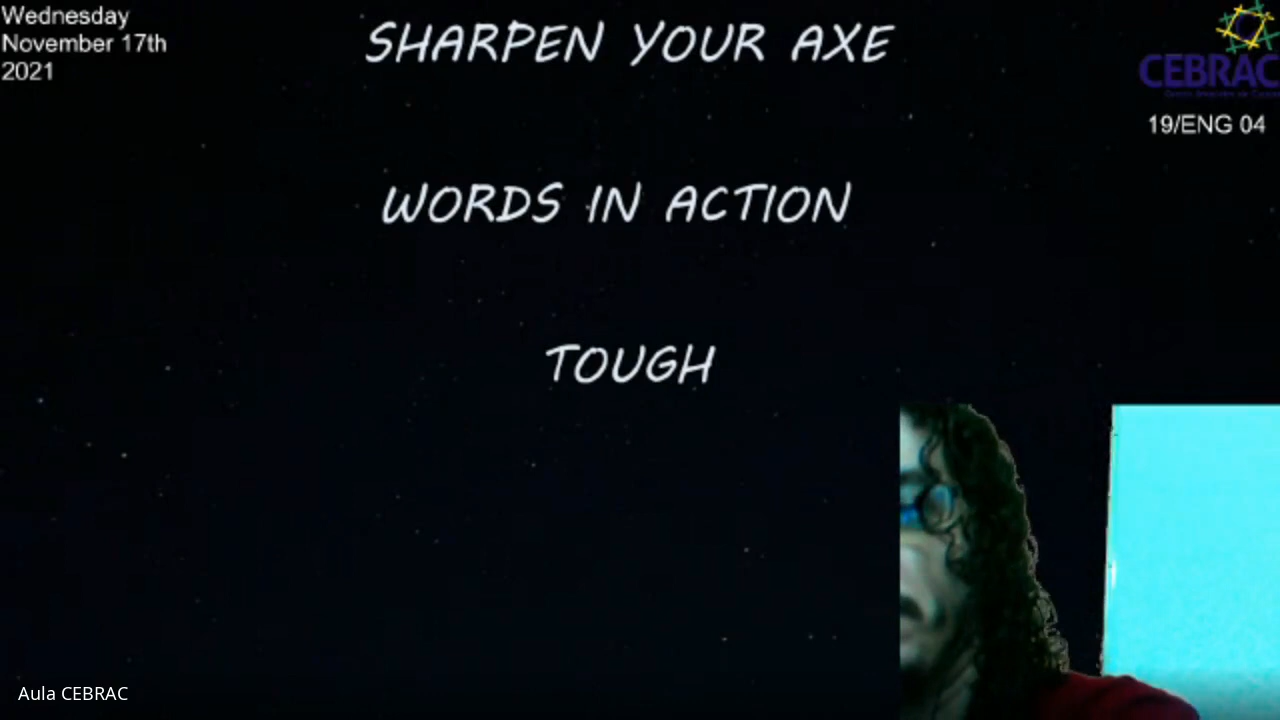 Wednesday
November 17th
2021
SHARPEN YOUR AXE
CEBRAC
19/ENG 04
WORDS IN ACTION
TOUGH
Aula CEBRAC